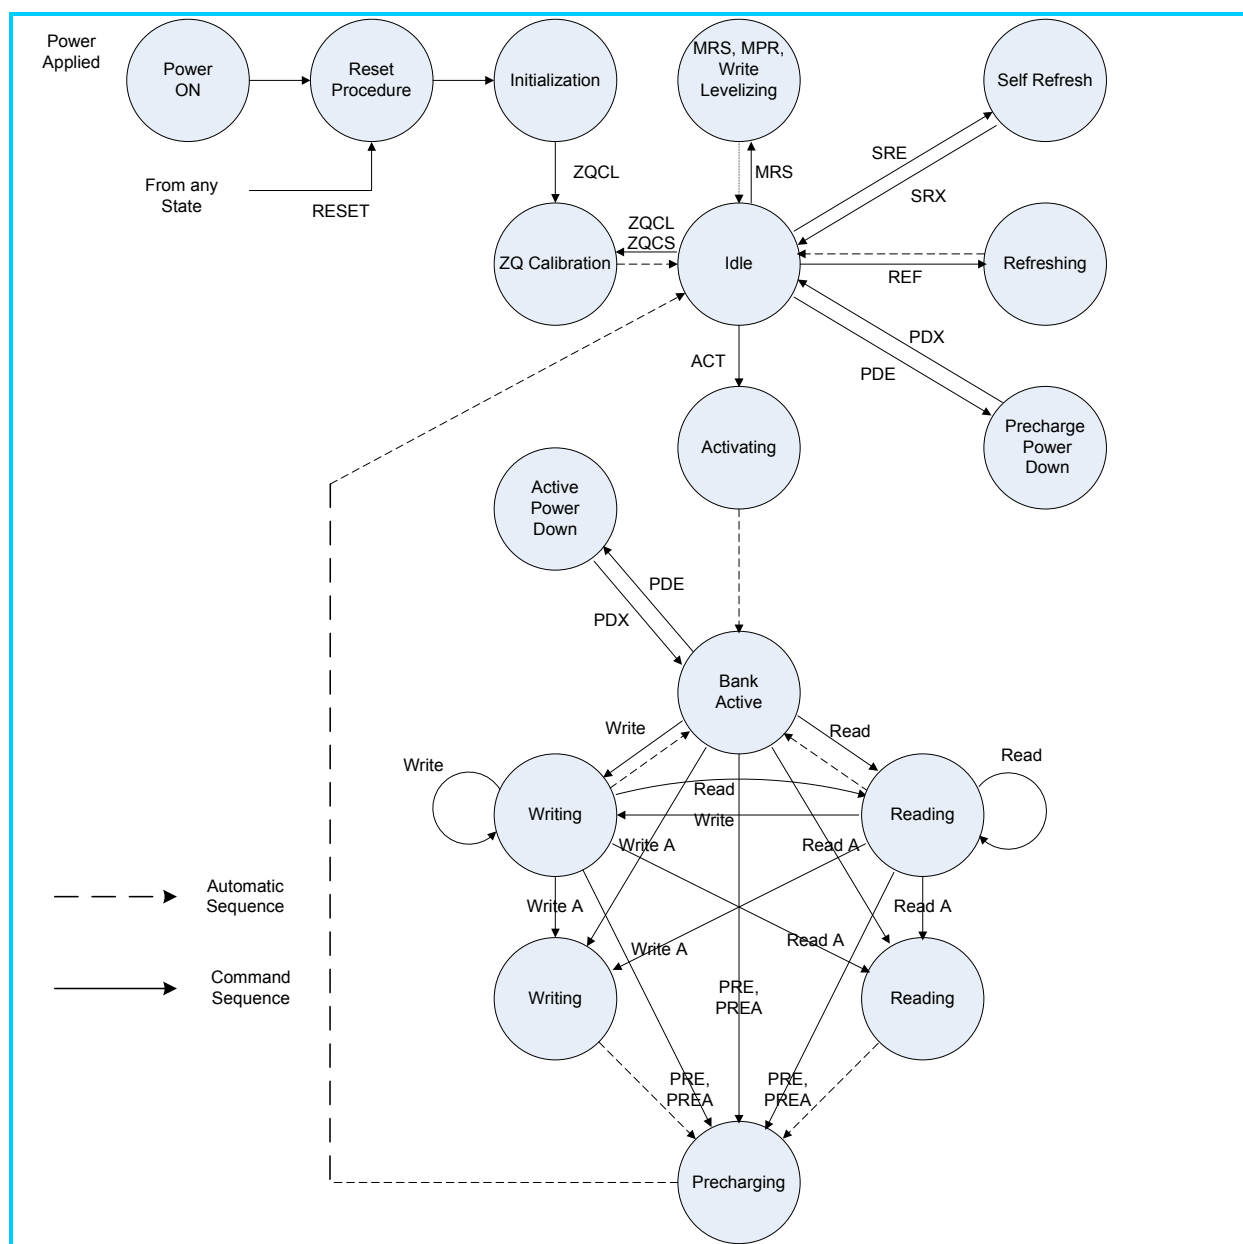 Power
Applied
Power
ON
Reset
Procedure
Initialization
MRS, MPR,
Write
Levelizing
Self Refresh
From any
State
RESET
ZQCL
MRS
SRE
SRX
ZQCL
ZQCS
ZQ Calibration
Idle
REF
Refreshing
ACT
PDX
PDE
Activating
Precharge
Power
Down
Active
Power
Down
PDE
PDX
Bank
Active
Write
Read
Write
Read
Read
Writing
Write
Reading
Write A
Read A
Automatic
Sequence
Write A
Read A
Write A
Read A
Command
Sequence
Writing
PRE,
PREA
Reading
PRE,
PREA
PRE,
PREA
Precharging